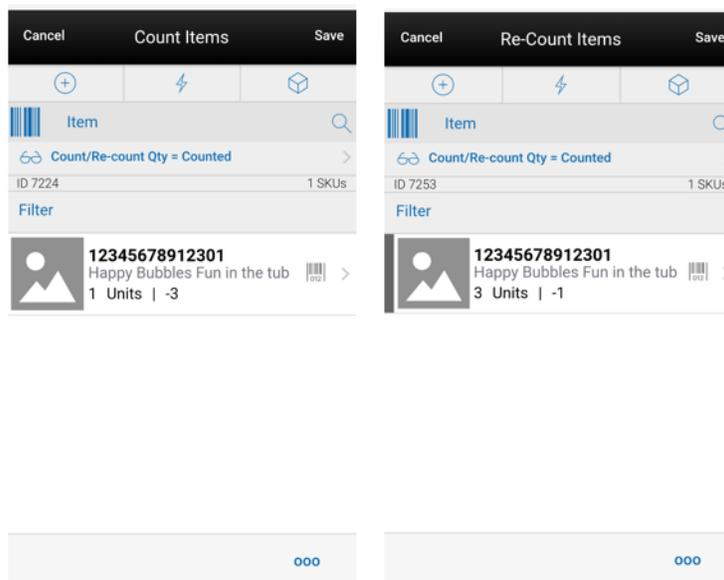 Cancel Count Items Save
Item
Count/Re-count Qty = Counted
ID 7224 1 SKUs
Filter
12345678912301
Happy Bubbles Fun in the tub
012
1 Units | -3
ooo
Cancel Re-Count Items Save
Item
Count/Re-count Qty = Counted
ID 7253 1 SKUs
Filter
12345678912301
Happy Bubbles Fun in the tub
012
3 Units | -1
ooo